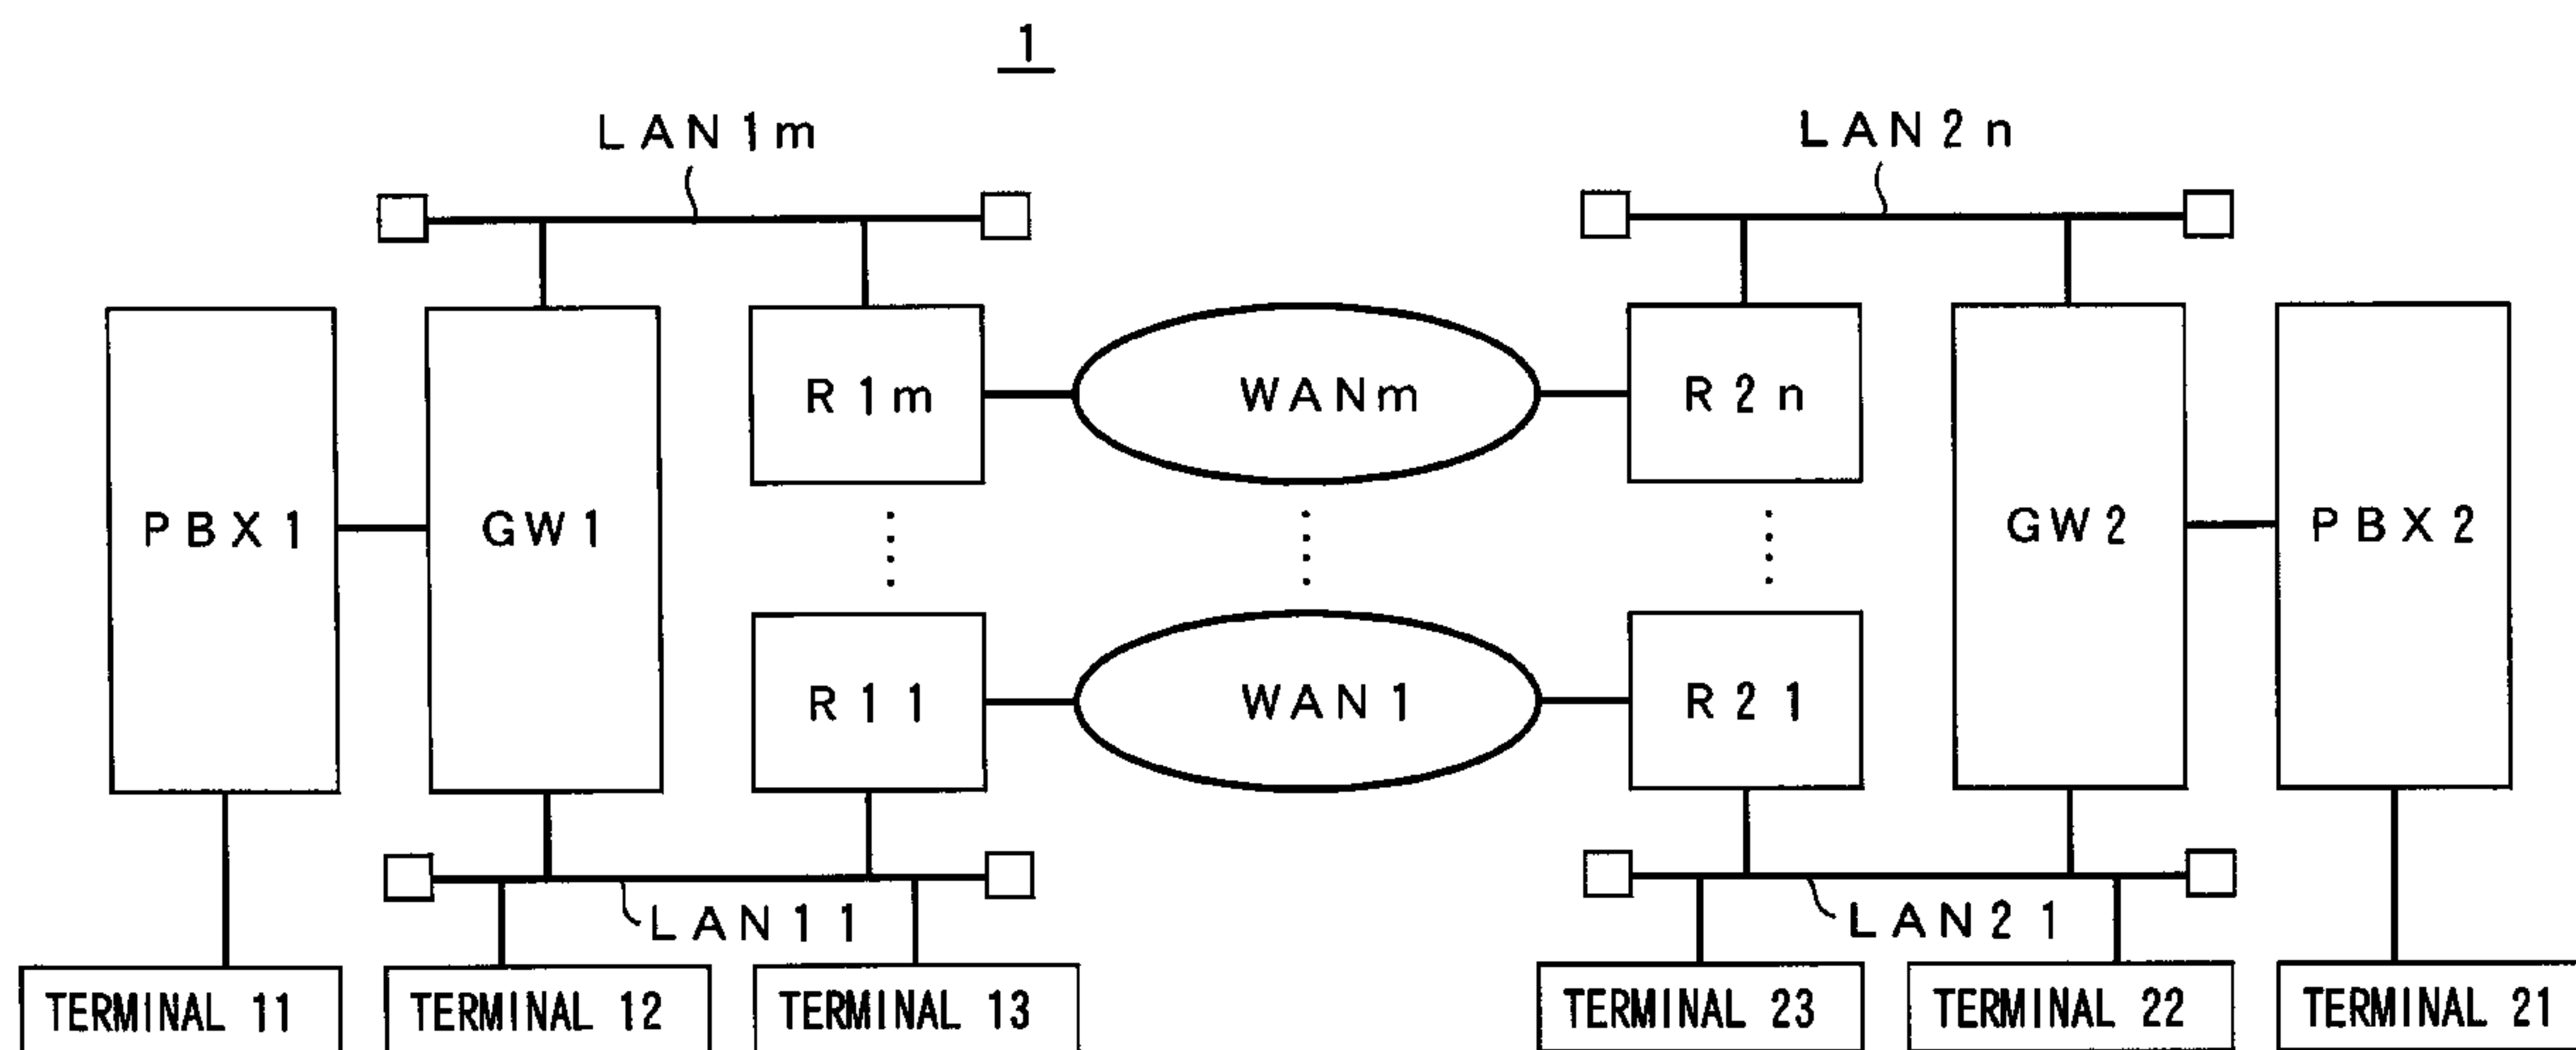 1
LAN1m
LAN2n
R1m
WANm
R2n
PBX1
GW1
GW2
PBX2
R11
WAN1
R21
LAN11
LAN21
TERMINAL 11
TERMINAL 12
TERMINAL 13
TERMINAL 23
TERMINAL 22
TERMINAL 21